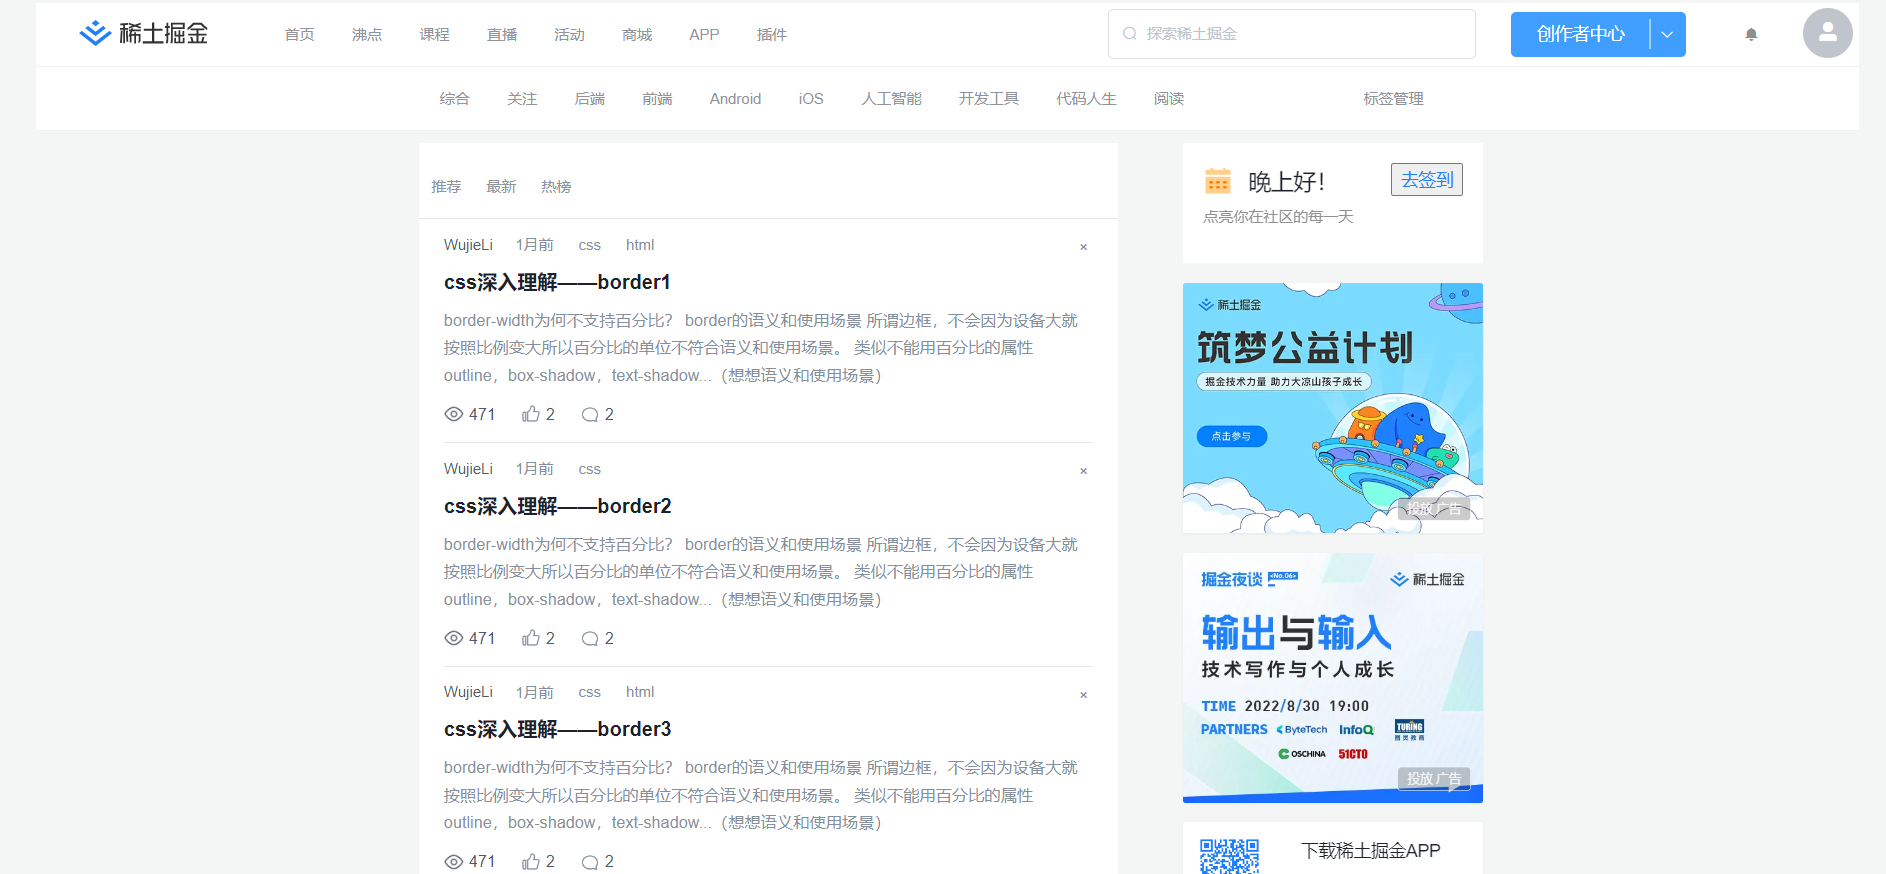 稀土掘金 首页 沸点 课程 直播 活动 商城 APP 插件 探索稀土掘金 创作者中心
综合 关注 后端 前端 Android iOS 人工智能 开发工具 代码人生 阅读 标签管理
推荐 最新 热榜
WujieLi 1月前 css html ×
css深入理解——border1
border-width为何不支持百分比? border的语义和使用场景 所谓边框，不会因为设备大就
按照比例变大所以百分比的单位不符合语义和使用场景。 类似不能用百分比的属性
outline，box-shadow，text-shadow...（想想语义和使用场景）
471 2 2
WujieLi 1月前 css ×
css深入理解——border2
border-width为何不支持百分比? border的语义和使用场景 所谓边框，不会因为设备大就
按照比例变大所以百分比的单位不符合语义和使用场景。 类似不能用百分比的属性
outline，box-shadow，text-shadow...（想想语义和使用场景）
471 2 2
WujieLi 1月前 css html ×
css深入理解——border3
border-width为何不支持百分比? border的语义和使用场景 所谓边框，不会因为设备大就
按照比例变大所以百分比的单位不符合语义和使用场景。 类似不能用百分比的属性
outline，box-shadow，text-shadow...（想想语义和使用场景）
471 2 2
晚上好! 去签到
点亮你在社区的每一天
稀土掘金
筑梦公益计划
掘金技术力量 助力大凉山孩子成长
点击参与
投放 广告
掘金夜谈 <No.06> 稀土掘金
输出与输入
技术写作与个人成长
TIME 2022/8/30 19:00
PARTNERS ByteTech InfoQ TURING 图灵教育
OSCHINA 51CTO
投放 广告
下载稀土掘金APP